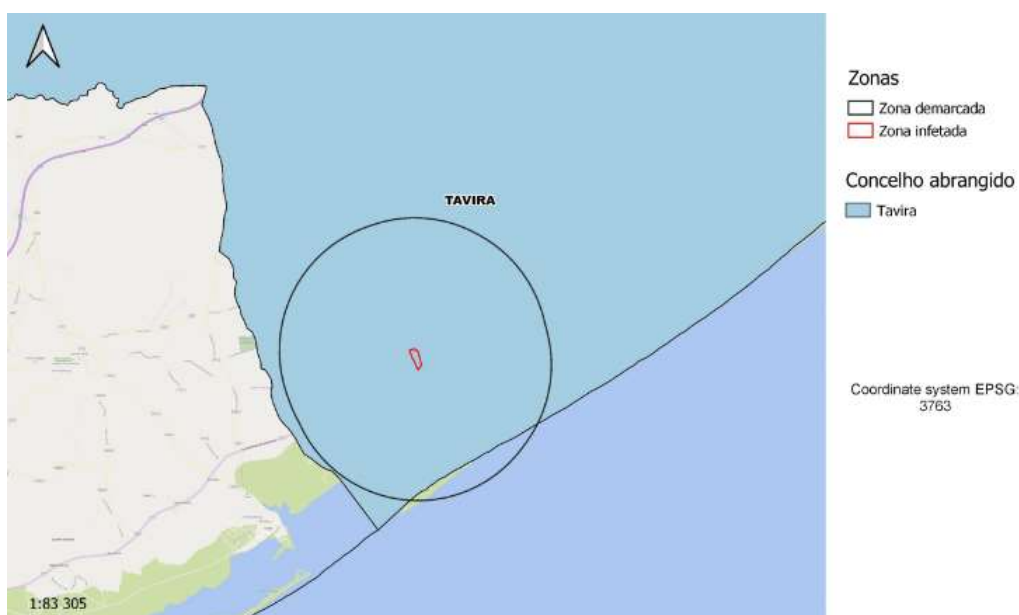 TAVIRA
1:83 305
Zonas
Zona demarcada
Zona infetada
Concelho abrangido
Tavira
Coordinate system EPSG:
3763